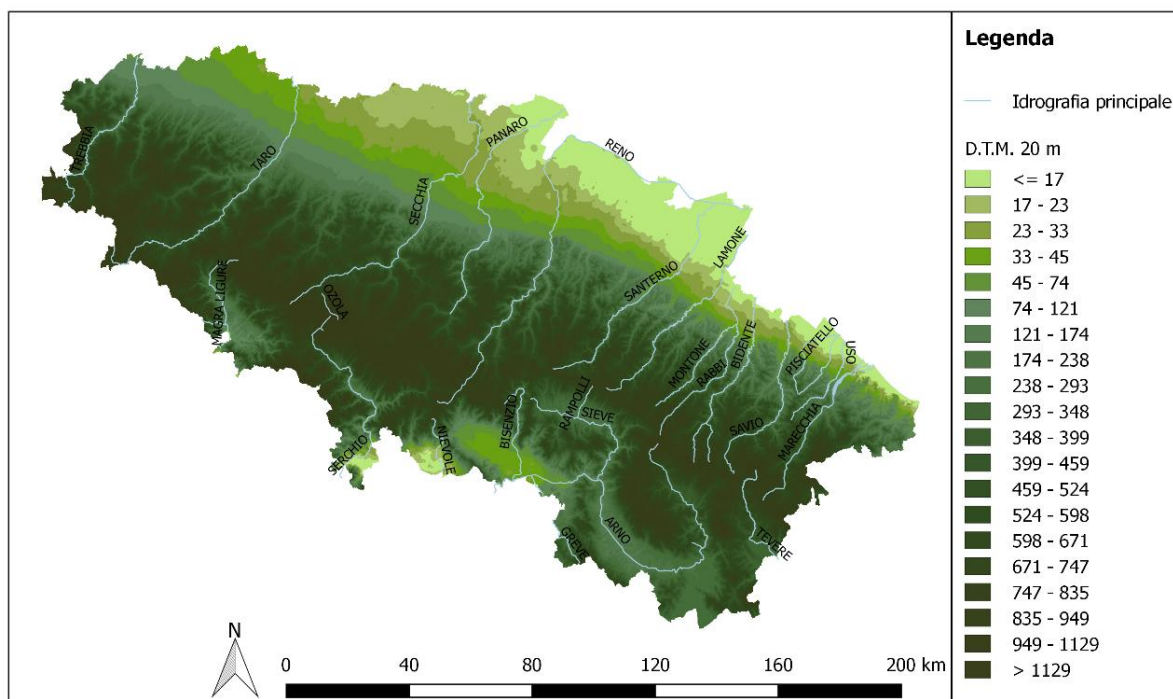 Legenda
Idrografia principale
D.T.M. 20 m
<= 17
17 - 23
23 - 33
33 - 45
45 - 74
74 - 121
121 - 174
174 - 238
238 - 293
293 - 348
348 - 399
399 - 459
459 - 524
524 - 598
598 - 671
671 - 747
747 - 835
835 - 949
949 - 1129
> 1129
TREBBIA
TARO
PANARO
RENO
SECCHIA
LAMONE
SANTERNO
MAGRA LIGURE
OZOLA
PISCIATELLO
USO
BIDENTE
MONTONE
RABBI
RAMPOLLI
SIEVE
BISENZIO
NIEVOLE
SERCHIO
SAVIO
MARECCHIA
ARNO
GREVE
TEVERE
N
0 40 80 120 160 200 km